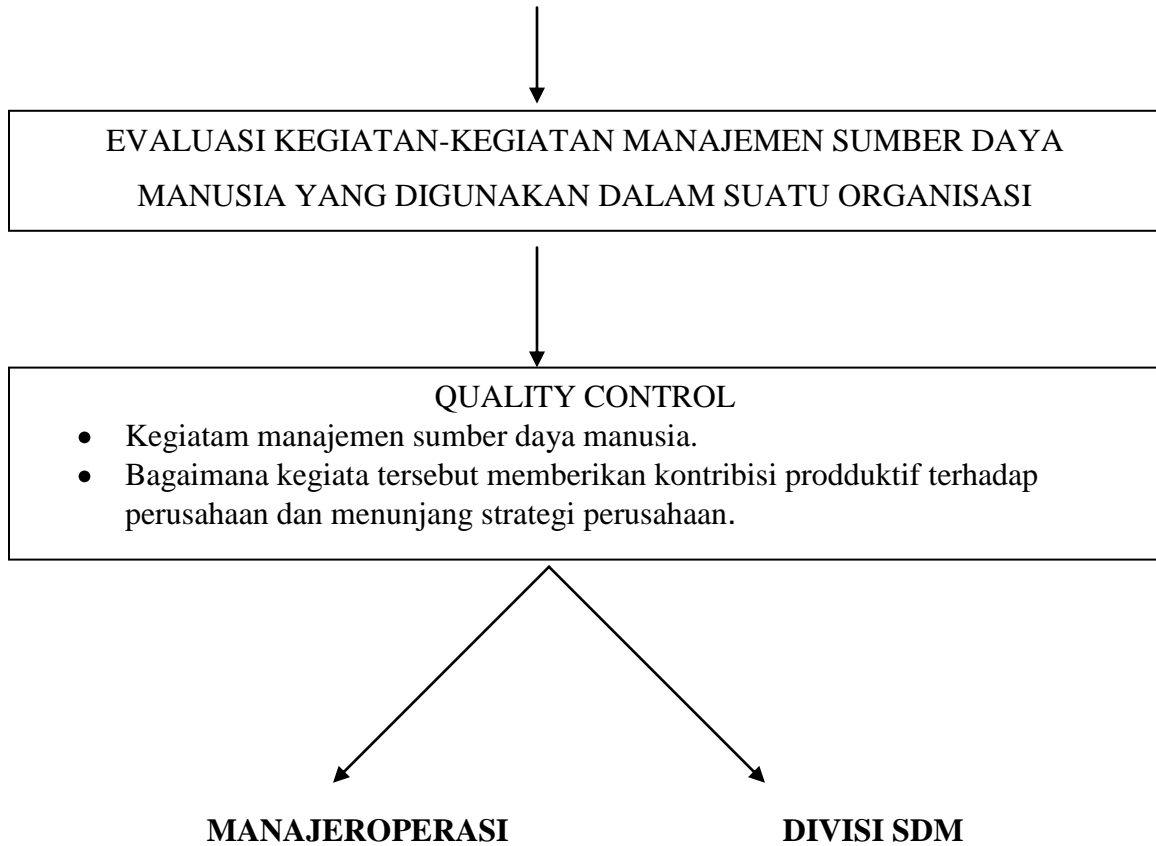 EVALUASI KEGIATAN-KEGIATAN MANAJEMEN SUMBER DAYA
MANUSIA YANG DIGUNAKAN DALAM SUATU ORGANISASI
QUALITY CONTROL
• Kegiatam manajemen sumber daya manusia.
• Bagaimana kegiata tersebut memberikan kontribisi prodduktif terhadap
perusahaan dan menunjang strategi perusahaan.
MANAJEROPERASI
DIVISI SDM